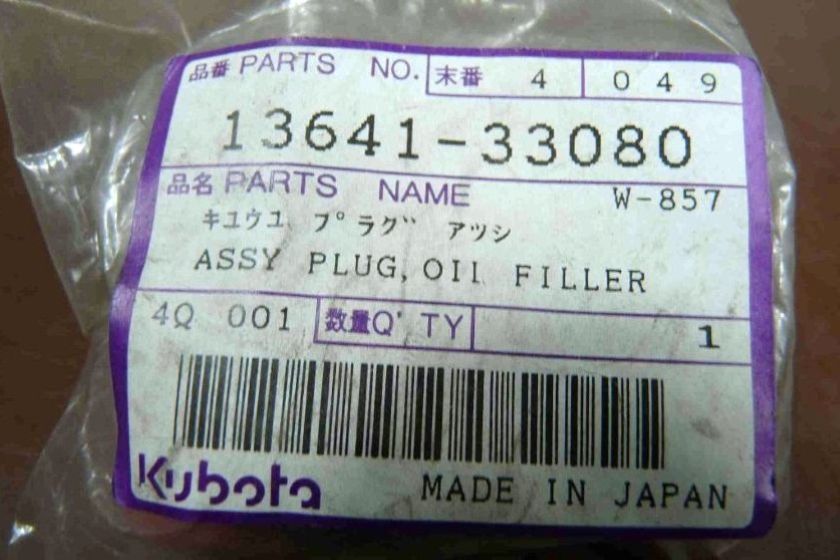 品番 PARTS NO. 末番 4 049
13641-33080
品名 PARTS NAME W-857
キユウユ プラグ アツシ
ASSY PLUG,OIl FILLER
4Q 001 数量Q'TY 1
Kubota MADE IN JAPAN